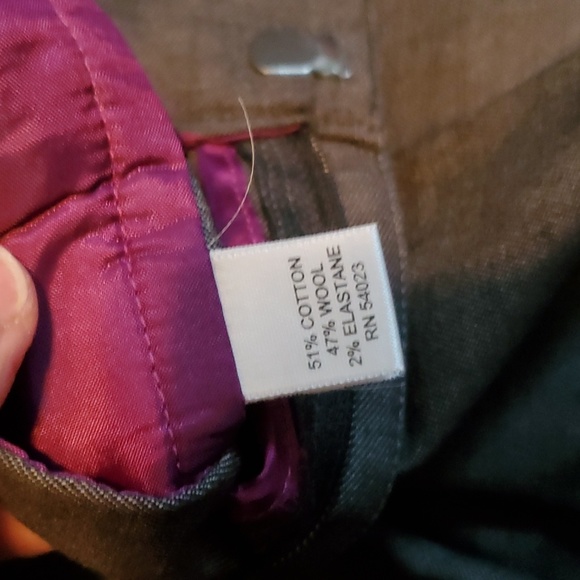 51% COTTON
47% WOOL
2% ELASTANE
RN 54023